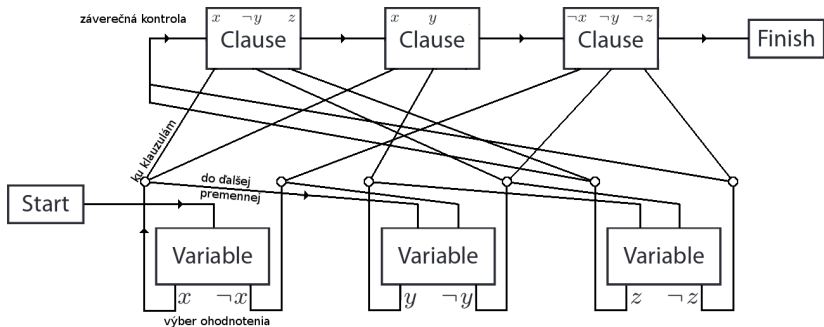 záverečná kontrola
x ¬y z
Clause
x y
Clause
¬x ¬y ¬z
Clause
Finish
ku klauzulám
do ďalšej
premennej
Start
Variable
Variable
Variable
x ¬x
y ¬y
z ¬z
výber ohodnotenia